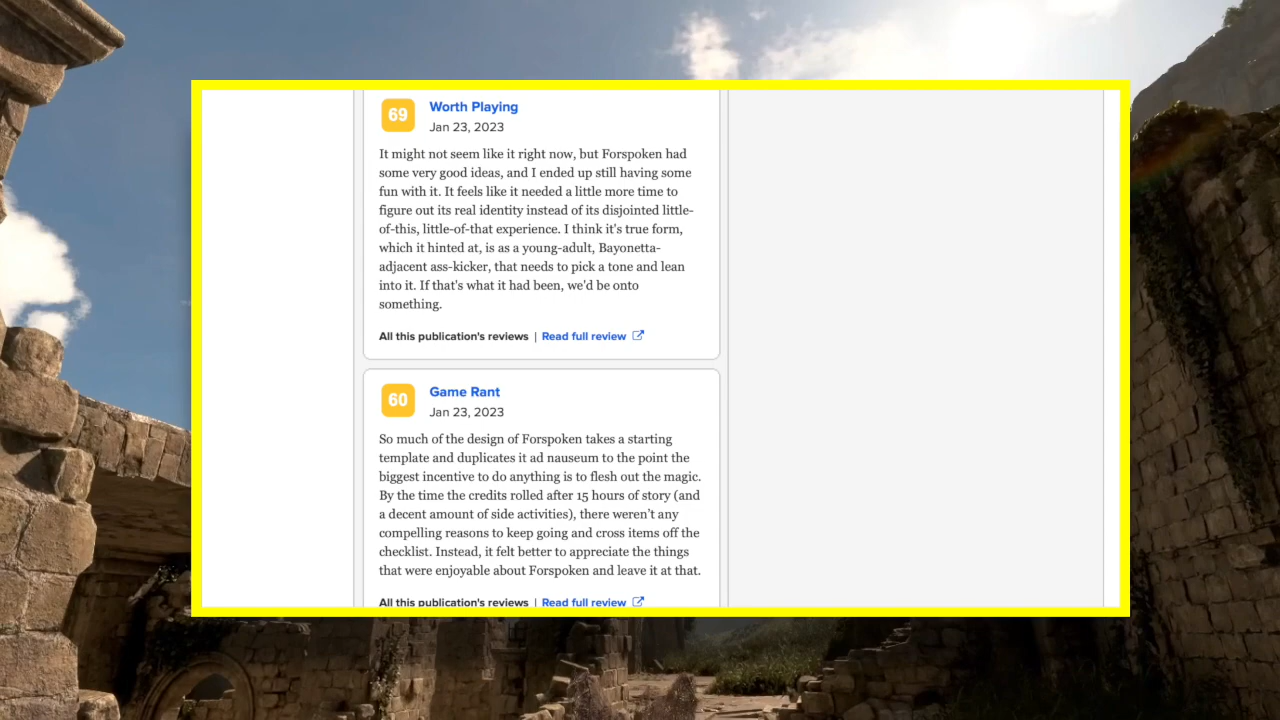 69
Worth Playing
Jan 23, 2023
It might not seem like it right now, but Forspoken had
some very good ideas, and I ended up still having some
fun with it. It feels like it needed a little more time to
figure out its real identity instead of its disjointed little-
of-this, little-of-that experience. I think it's true form,
which it hinted at, is as a young-adult, Bayonetta-
adjacent ass-kicker, that needs to pick a tone and lean
into it. If that's what it had been, we'd be onto
something.
All this publication's reviews | Read full review
60
Game Rant
Jan 23, 2023
So much of the design of Forspoken takes a starting
template and duplicates it ad nauseum to the point the
biggest incentive to do anything is to flesh out the magic.
By the time the credits rolled after 15 hours of story (and
a decent amount of side activities), there weren't any
compelling reasons to keep going and cross items off the
checklist. Instead, it felt better to appreciate the things
that were enjoyable about Forspoken and leave it at that.
All this publication's reviews | Read full review